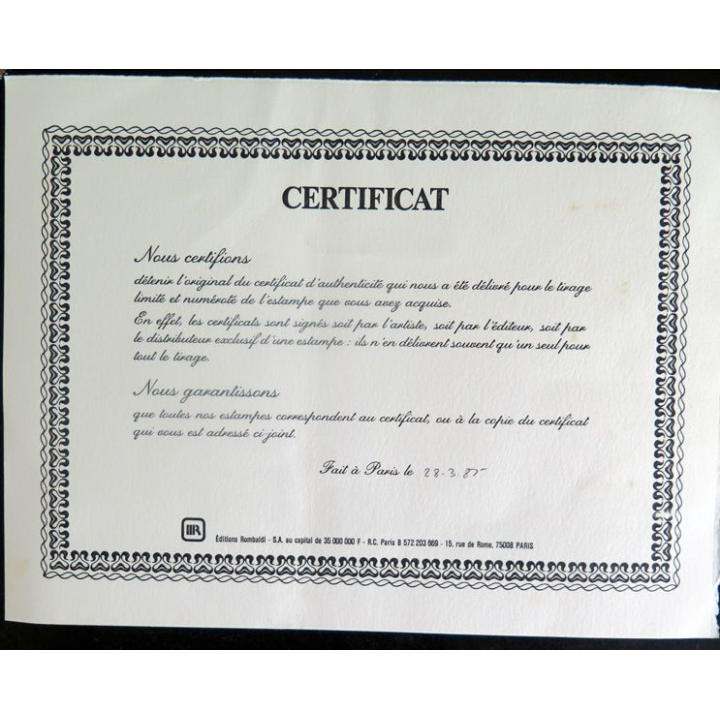 CERTIFICAT
Nous certifions
détenir l'original du certificat d'authenticité qui nous a été délivré pour le tirage
limité et numéroté de l'estampe que vous avez acquise.
En effet, les certificats sont signés soit par l'artiste, soit par l'éditeur, soit par
le distributeur exclusif d'une estampe : ils n'en délivrent souvent qu'un seul pour
tout le tirage.
Nous garantissons
que toutes nos estampes correspondent au certificat, ou à la copie du certificat
qui vous est adressé ci joint.
Fait à Paris le 28.3.85
Éditions Rombaldi - S.A. au capital de 35 000 000 F - R.C. Paris B 572 203 669 - 15, rue de Rome, 75008 PARIS